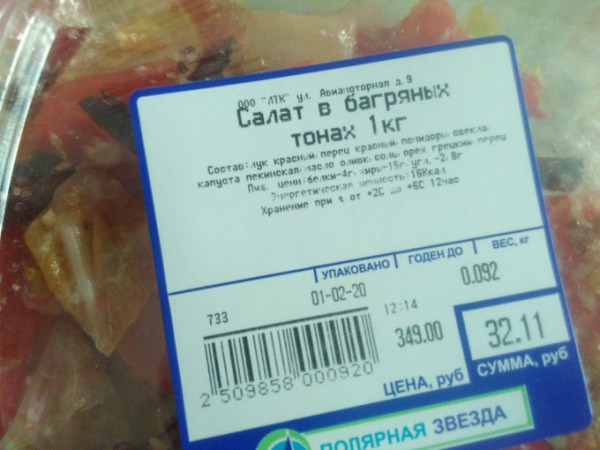 ООО "ЛТК" ул. Авиамоторная д.9
Салат в багряных
тонах 1кг
Состав:лук красный, перец красный, помидоры, свекла,
капуста пекинская,масло оливк,соль,орех грецкий,перец
Пищ. ценн:белки-4г,жиры-15г,угл.-2,8г
Энергетическая ценность:
Хранение при t от +2С до +6С 12час
УПАКОВАНО ГОДЕН ДО ВЕС, кг
01-02-20 0.092
733 12:14
349.00 32.11
2 509858 000920
ЦЕНА, руб СУММА, руб
ПОЛЯРНАЯ ЗВЕЗДА